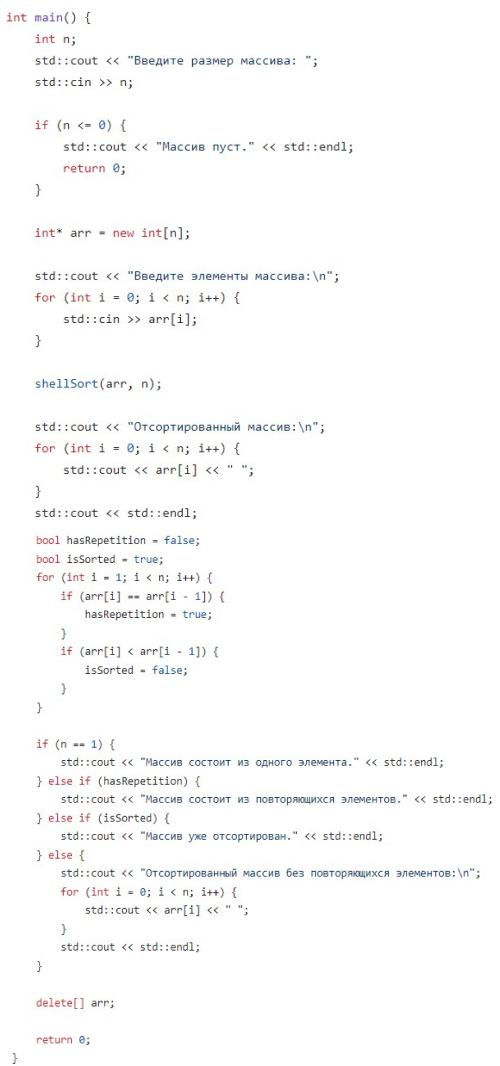 int main() {
    int n;
    std::cout << "Введите размер массива: ";
    std::cin >> n;

    if (n <= 0) {
        std::cout << "Массив пуст." << std::endl;
        return 0;
    }

    int* arr = new int[n];

    std::cout << "Введите элементы массива:\n";
    for (int i = 0; i < n; i++) {
        std::cin >> arr[i];
    }

    shellSort(arr, n);

    std::cout << "Отсортированный массив:\n";
    for (int i = 0; i < n; i++) {
        std::cout << arr[i] << " ";
    }
    std::cout << std::endl;
    bool hasRepetition = false;
    bool isSorted = true;
    for (int i = 1; i < n; i++) {
        if (arr[i] == arr[i - 1]) {
            hasRepetition = true;
        }
        if (arr[i] < arr[i - 1]) {
            isSorted = false;
        }
    }

    if (n == 1) {
        std::cout << "Массив состоит из одного элемента." << std::endl;
    } else if (hasRepetition) {
        std::cout << "Массив состоит из повторяющихся элементов." << std::endl;
    } else if (isSorted) {
        std::cout << "Массив уже отсортирован." << std::endl;
    } else {
        std::cout << "Отсортированный массив без повторяющихся элементов:\n";
        for (int i = 0; i < n; i++) {
            std::cout << arr[i] << " ";
        }
        std::cout << std::endl;
    }

    delete[] arr;

    return 0;
}